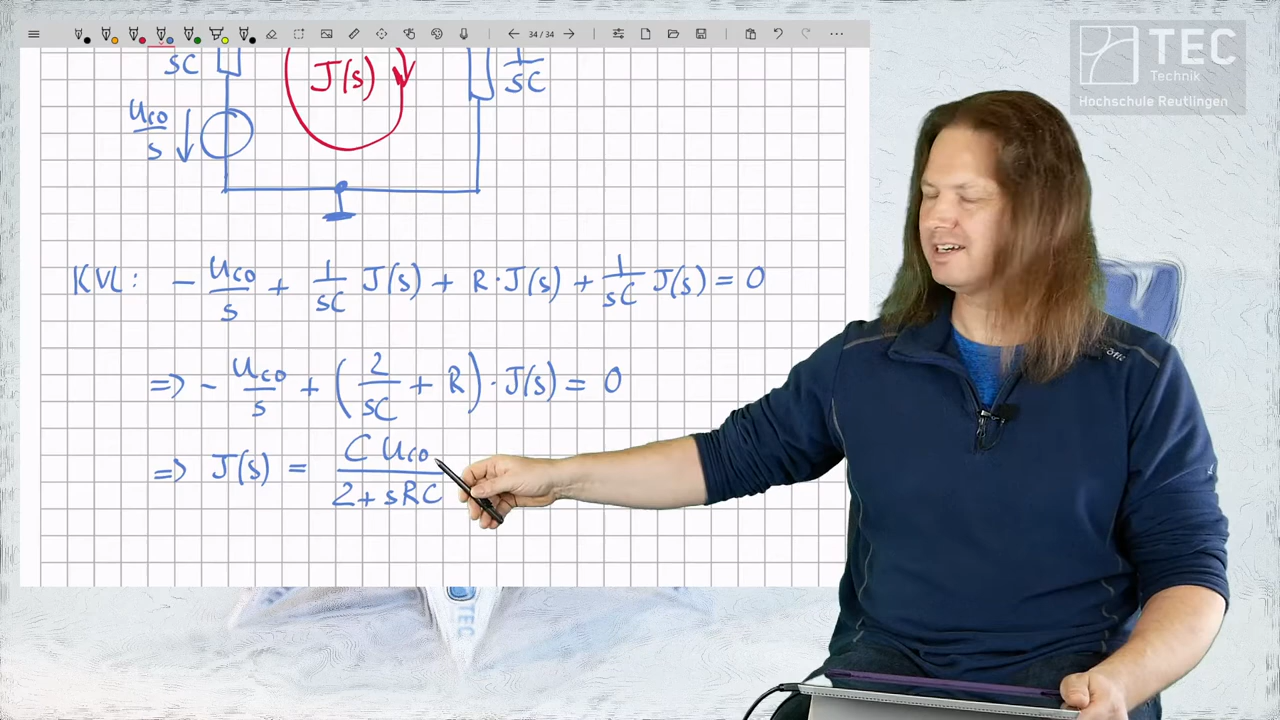 34 / 34
TEC
Technik
Hochschule Reutlingen
sC
J(s)
1/sC
u_C0/s
KVL: - u_C0/s + 1/sC J(s) + R · J(s) + 1/sC J(s) = 0
=> - u_C0/s + (2/sC + R) · J(s) = 0
=> J(s) = C u_C0 / 2 + sRC
TEC